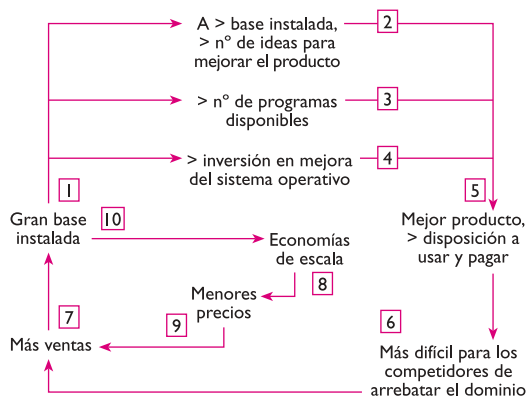 A > base instalada,
> nº de ideas para
mejorar el producto
2
> nº de programas
disponibles
3
> inversión en mejora
del sistema operativo
4
1
5
Gran base
instalada
10
Mejor producto,
> disposición a
usar y pagar
Economías
de escala
8
Menores
precios
7
9
6
Más ventas
Más difícil para los
competidores de
arrebatar el dominio